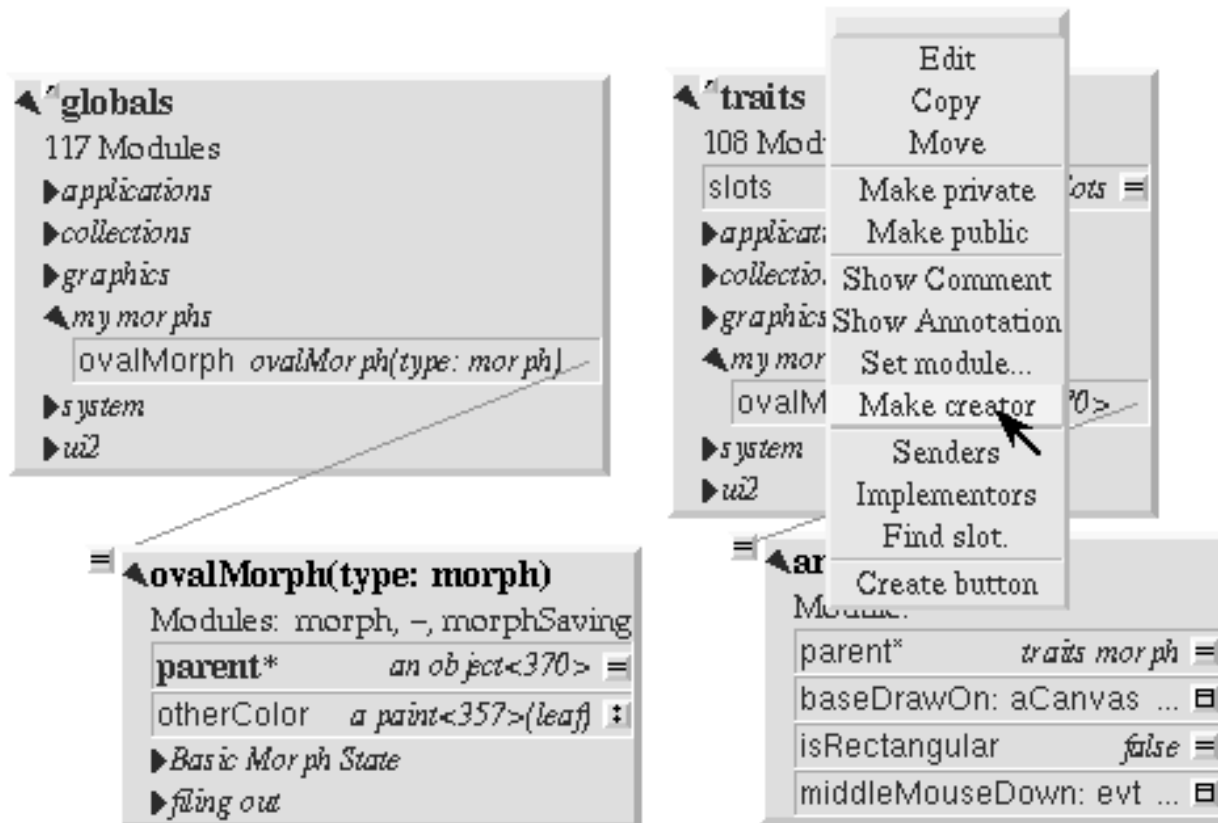 globals
117 Modules
applications
collections
graphics
my morphs
ovalMorph ovalMorph(type: morph)
system
ui2
traits
108 Mod
slots ots =
applicat
collectio
graphics
my mor
ovalM 70>
system
ui2
Edit
Copy
Move
Make private
Make public
Show Comment
Show Annotation
Set module...
Make creator
Senders
Implementors
Find slot.
Create button
=
ovalMorph(type: morph)
Modules: morph, –, morphSaving
parent* an object<370> =
otherColor a paint<357>(leaf) :
Basic Morph State
filing out
=
an
parent* traits morph =
baseDrawOn: aCanvas ...
isRectangular false =
middleMouseDown: evt ...